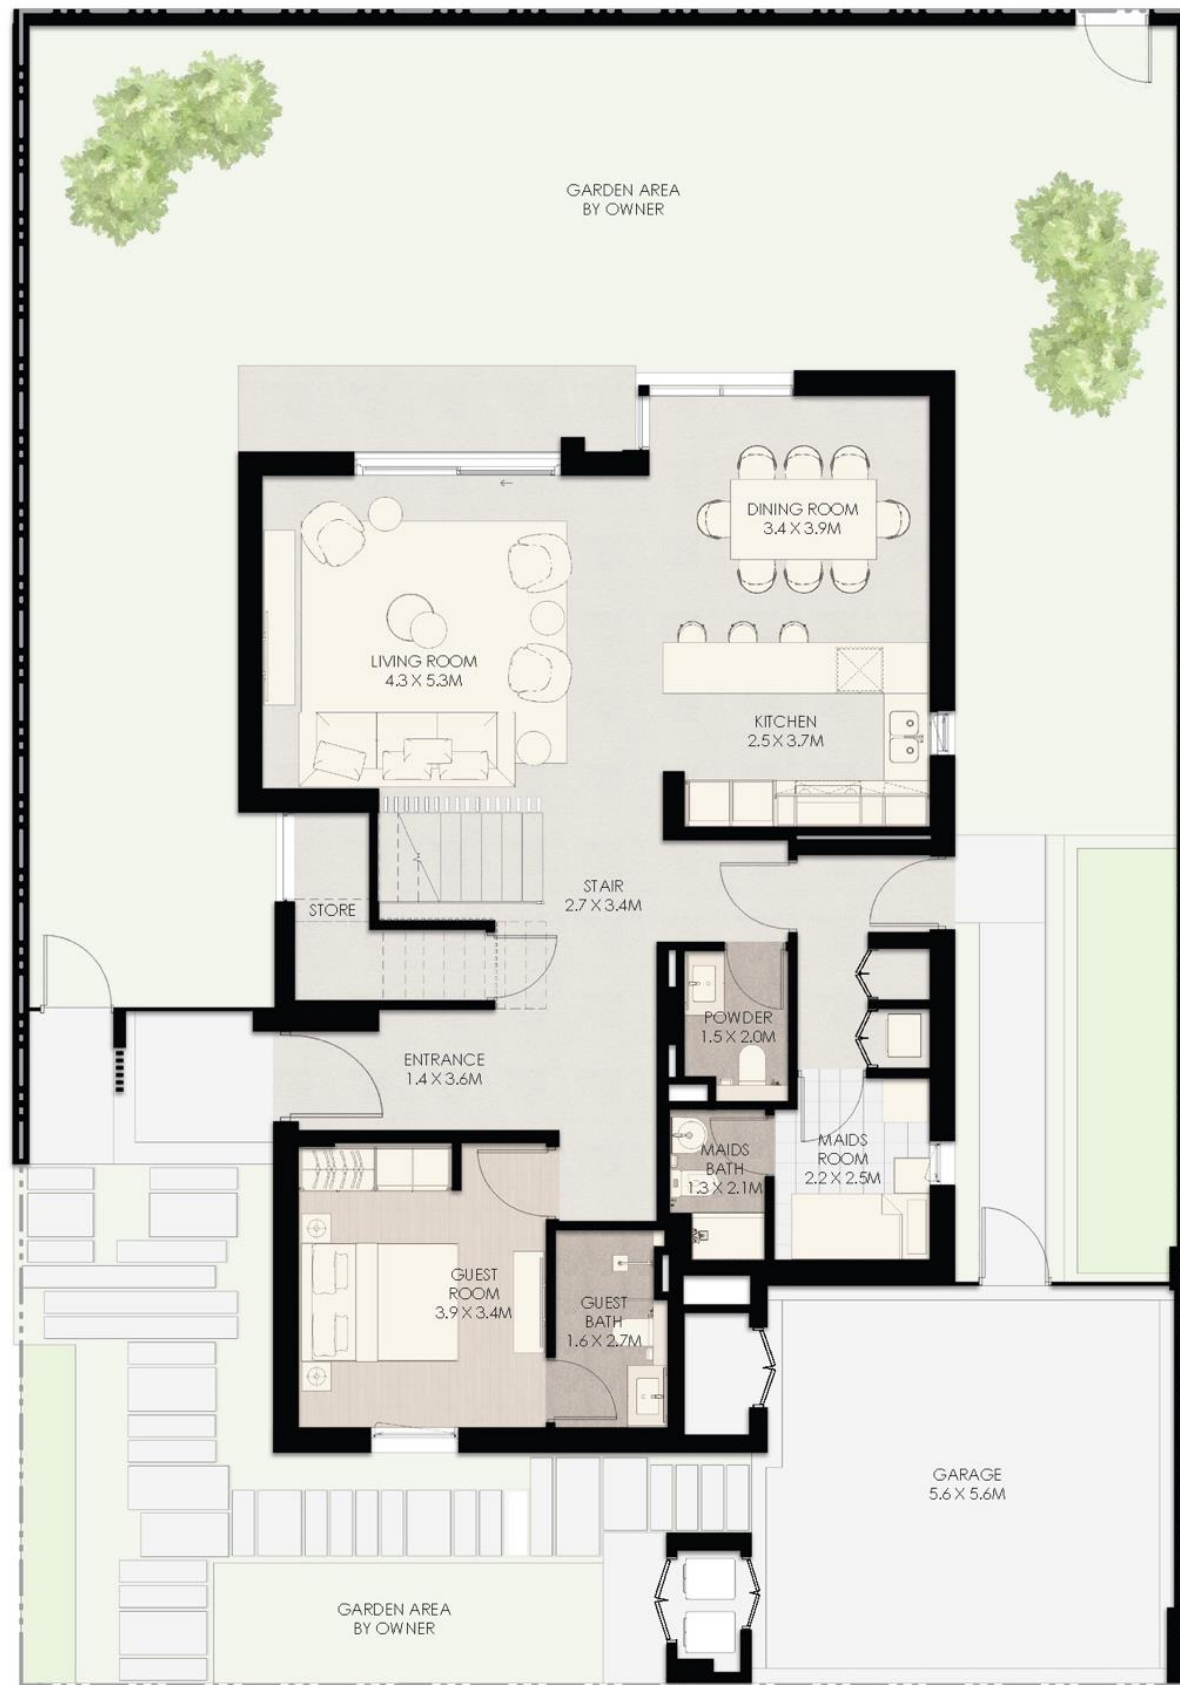 GARDEN AREA
BY OWNER
DINING ROOM
3.4 X 3.9M
LIVING ROOM
4.3 X 5.3M
KITCHEN
2.5 X 3.7M
STAIR
2.7 X 3.4M
STORE
POWDER
1.5 X 2.0M
ENTRANCE
1.4 X 3.6M
MAIDS
BATH
1.3 X 2.1M
MAIDS
ROOM
2.2 X 2.5M
GUEST
ROOM
3.9 X 3.4M
GUEST
BATH
1.6 X 2.7M
GARAGE
5.6 X 5.6M
GARDEN AREA
BY OWNER